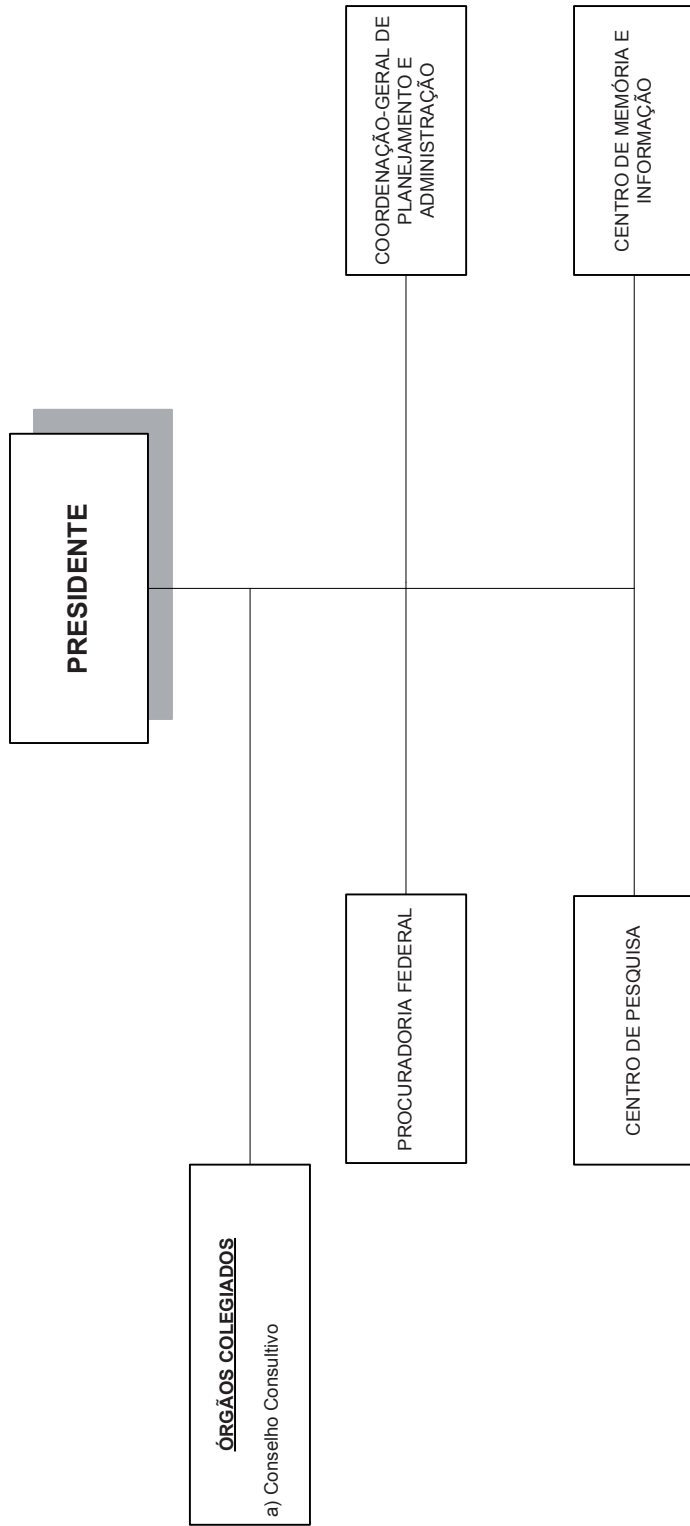 PRESIDENTE
ÓRGÃOS COLEGIADOS
a) Conselho Consultivo
PROCURADORIA FEDERAL
COORDENAÇÃO-GERAL DE
PLANEJAMENTO E
ADMINISTRAÇÃO
CENTRO DE PESQUISA
CENTRO DE MEMÓRIA E
INFORMAÇÃO